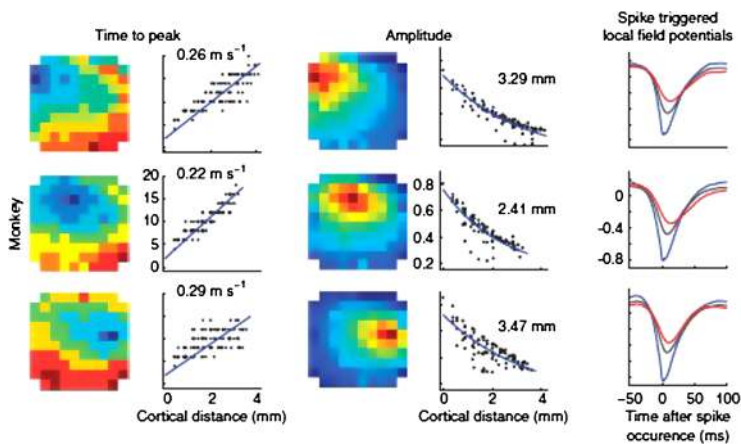 Time to peak
Amplitude
Spike triggered
local field potentials
0.26 m s⁻¹
3.29 mm
Monkey
20
15
10
5
0
0.22 m s⁻¹
0.8
0.6
0.4
0.2
2.41 mm
0
-0.4
-0.8
0.29 m s⁻¹
3.47 mm
0 2 4
Cortical distance (mm)
0 2 4
Cortical distance (mm)
−50 0 50 100
Time after spike
occurence (ms)